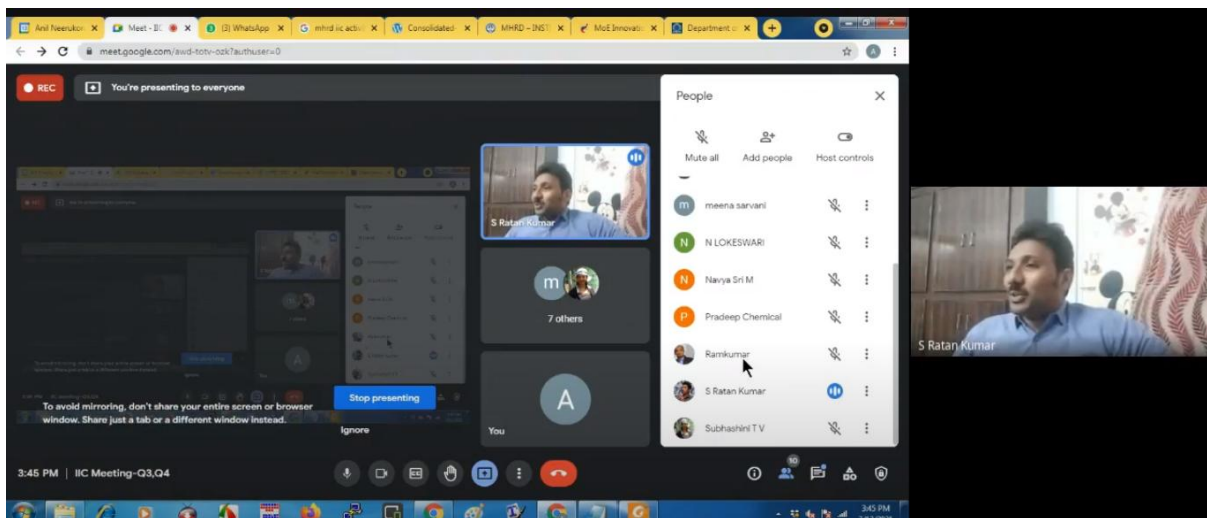 Anil Neerukon
Meet - IIC
(3) WhatsApp
mhrd iic activ
Consolidated-
MHRD – INST
MoE Innovatio
Department o
meet.google.com/awd-totv-ozk?authuser=0
REC
You're presenting to everyone
People
Mute all
Add people
Host controls
m
meena sarvani
N
N LOKESWARI
N
Navya Sri M
P
Pradeep Chemical
Ramkumar
S Ratan Kumar
Subhashini T V
S Ratan Kumar
m
7 others
A
You
To avoid mirroring, don't share your entire screen or browser
window. Share just a tab or a different window instead.
Stop presenting
Ignore
3:45 PM | IIC Meeting-Q3,Q4
CC
10
3:45 PM
S Ratan Kumar